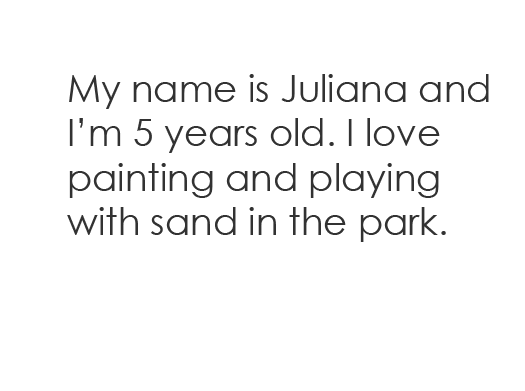 My name is Juliana and
I’m 5 years old. I love
painting and playing
with sand in the park.